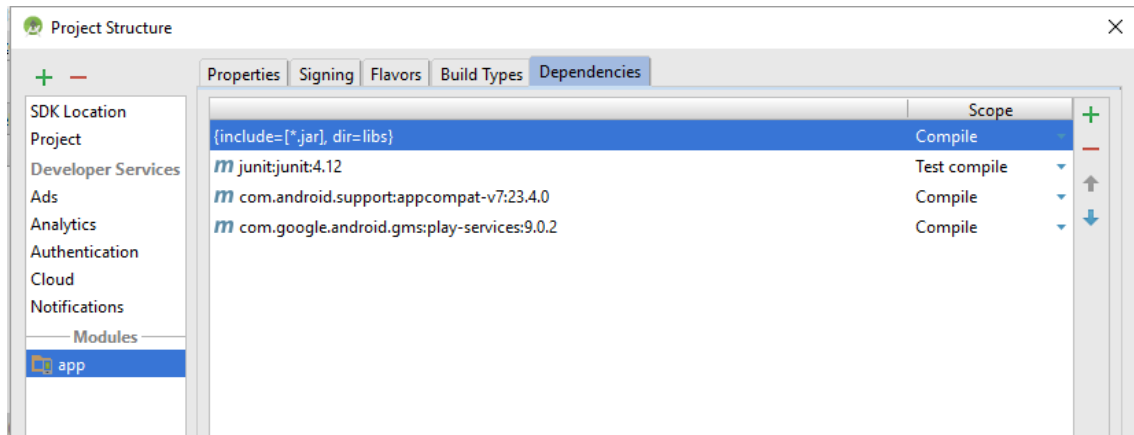 Project Structure
Properties Signing Flavors Build Types Dependencies
SDK Location
Project
Developer Services
Ads
Analytics
Authentication
Cloud
Notifications
Modules
app
Scope
{include=[*.jar], dir=libs} Compile
m junit:junit:4.12 Test compile
m com.android.support:appcompat-v7:23.4.0 Compile
m com.google.android.gms:play-services:9.0.2 Compile